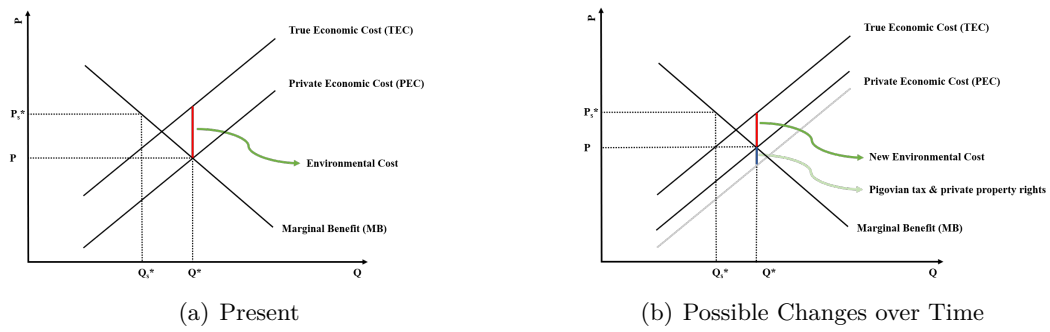 P
True Economic Cost (TEC)
Private Economic Cost (PEC)
Ps*
P
Environmental Cost
Marginal Benefit (MB)
Qs*
Q*
Q
(a) Present
P
True Economic Cost (TEC)
Private Economic Cost (PEC)
Ps*
P
New Environmental Cost
Pigovian tax & private property rights
Marginal Benefit (MB)
Qs*
Q*
Q
(b) Possible Changes over Time